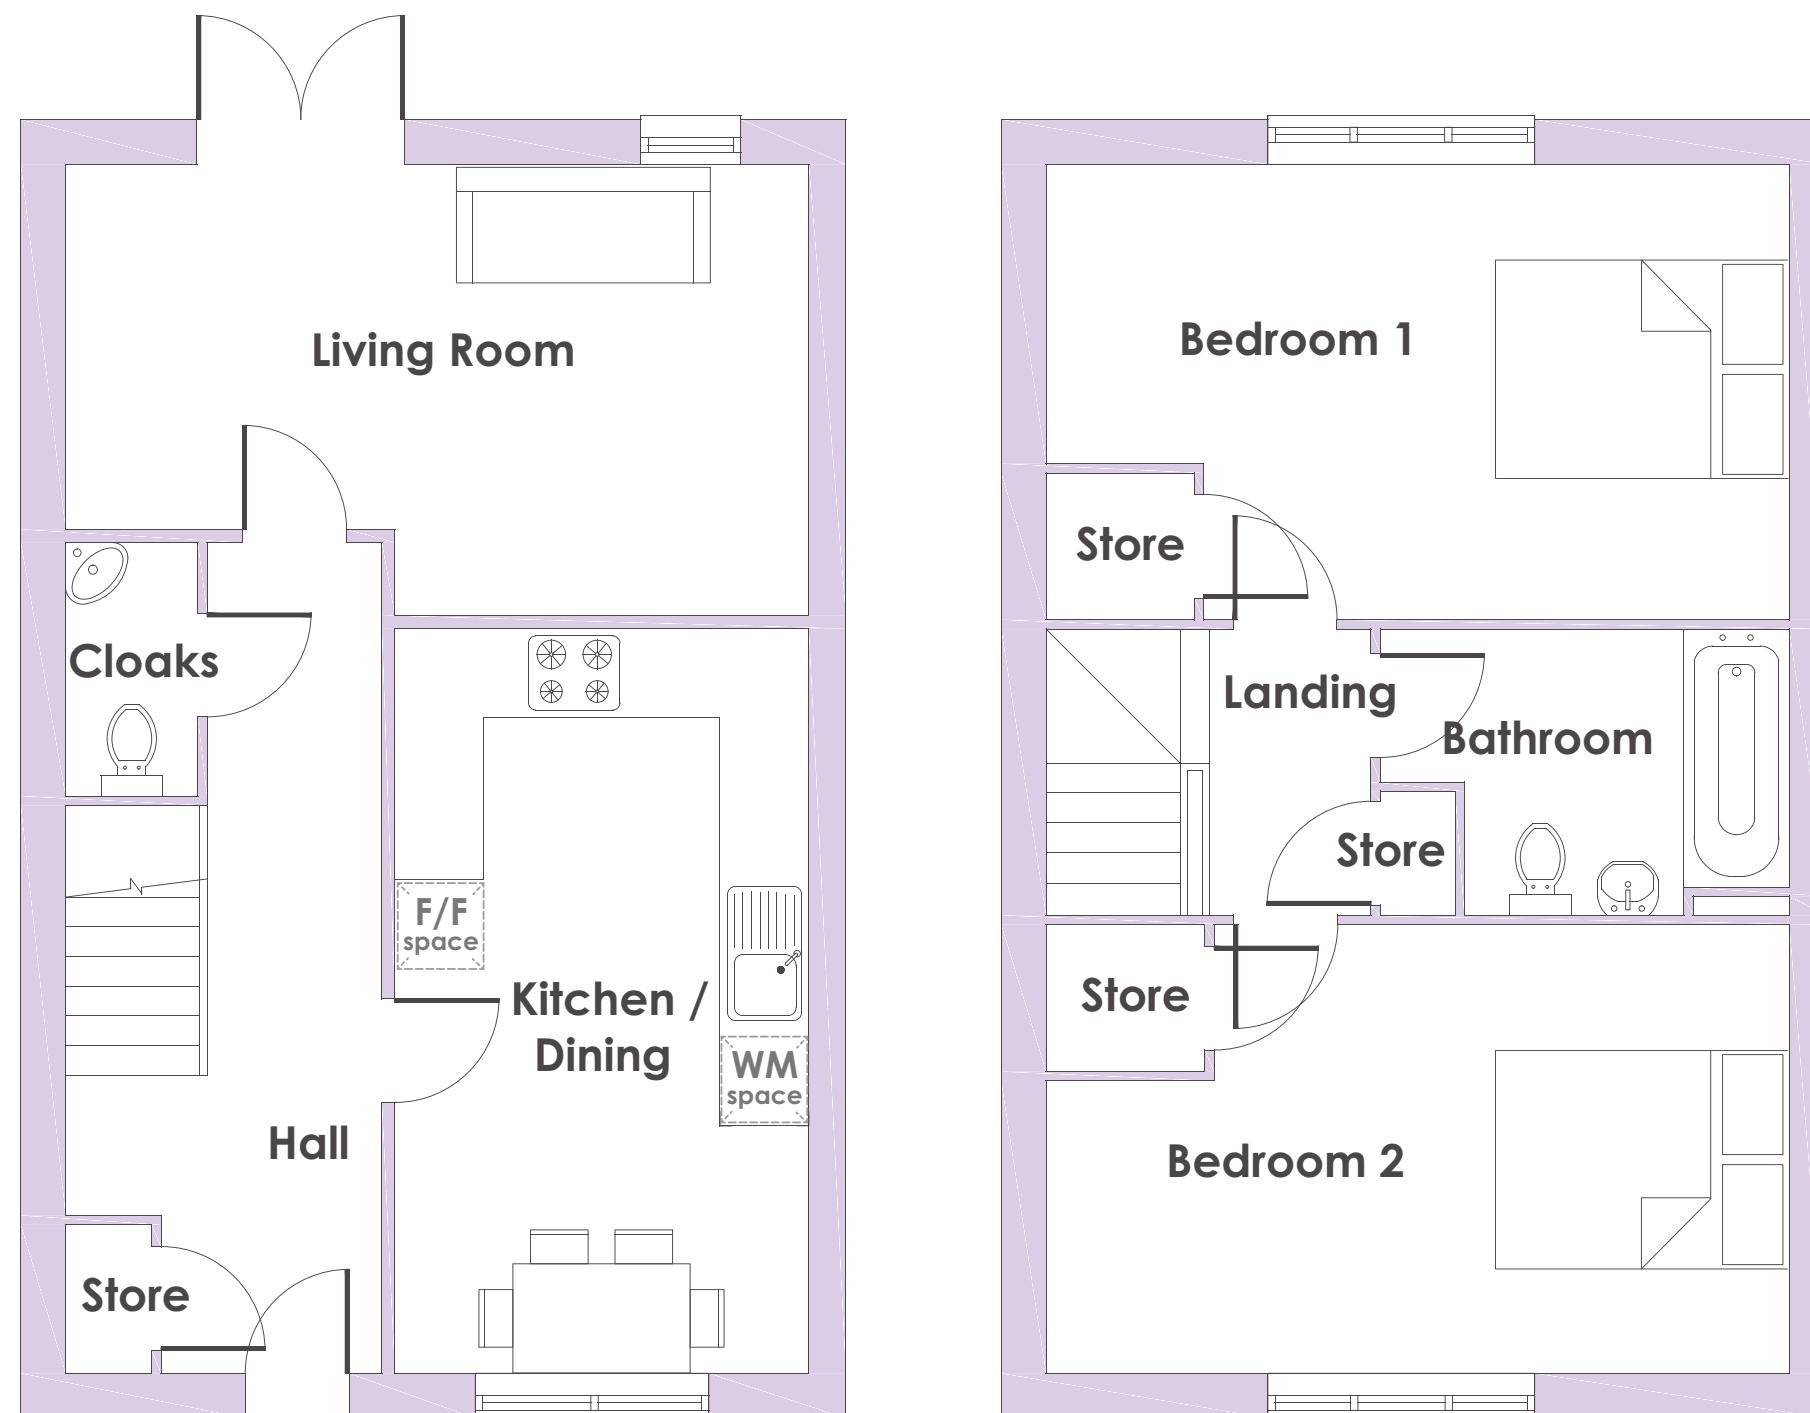 Living Room
Cloaks
F/F
space
Kitchen /
Dining
WM
space
Hall
Store
Bedroom 1
Store
Landing
Bathroom
Store
Store
Bedroom 2